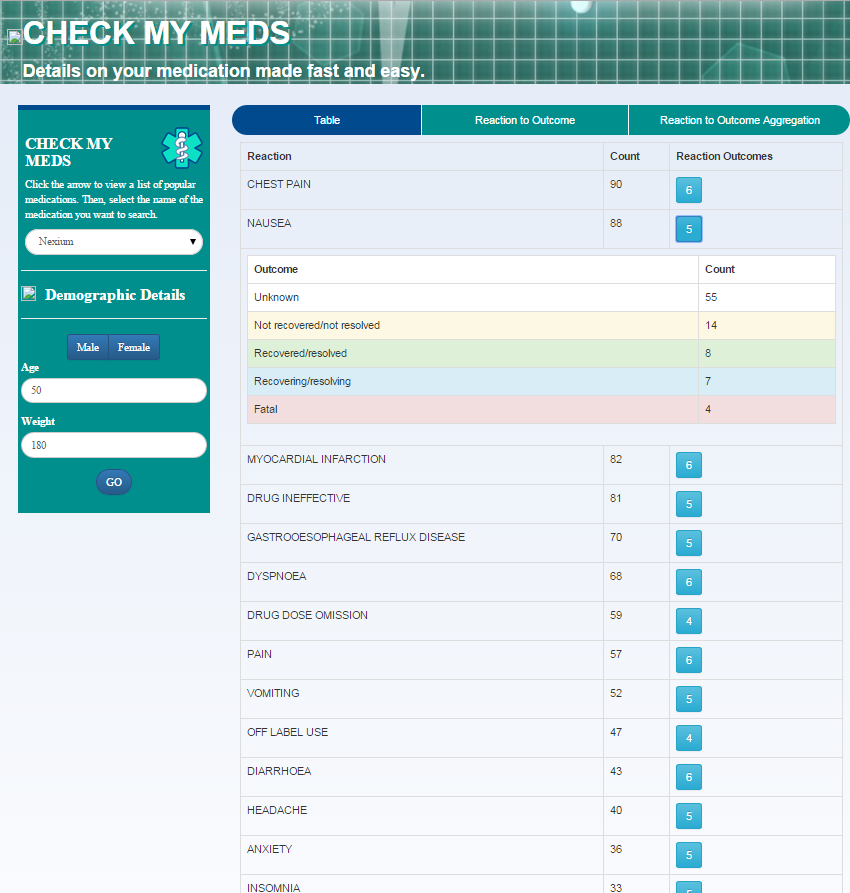 CHECK MY MEDS
Details on your medication made fast and easy.
CHECK MY
MEDS
Click the arrow to view a list of popular
medications. Then, select the name of the
medication you want to search.
Nexium
Demographic Details
Male Female
Age
50
Weight
180
GO
Table Reaction to Outcome Reaction to Outcome Aggregation
Reaction Count Reaction Outcomes
CHEST PAIN 90 6
NAUSEA 88 5
Outcome Count
Unknown 55
Not recovered/not resolved 14
Recovered/resolved 8
Recovering/resolving 7
Fatal 4
MYOCARDIAL INFARCTION 82 6
DRUG INEFFECTIVE 81 5
GASTROOESOPHAGEAL REFLUX DISEASE 70 5
DYSPNOEA 68 6
DRUG DOSE OMISSION 59 4
PAIN 57 6
VOMITING 52 5
OFF LABEL USE 47 4
DIARRHOEA 43 6
HEADACHE 40 5
ANXIETY 36 5
INSOMNIA 33